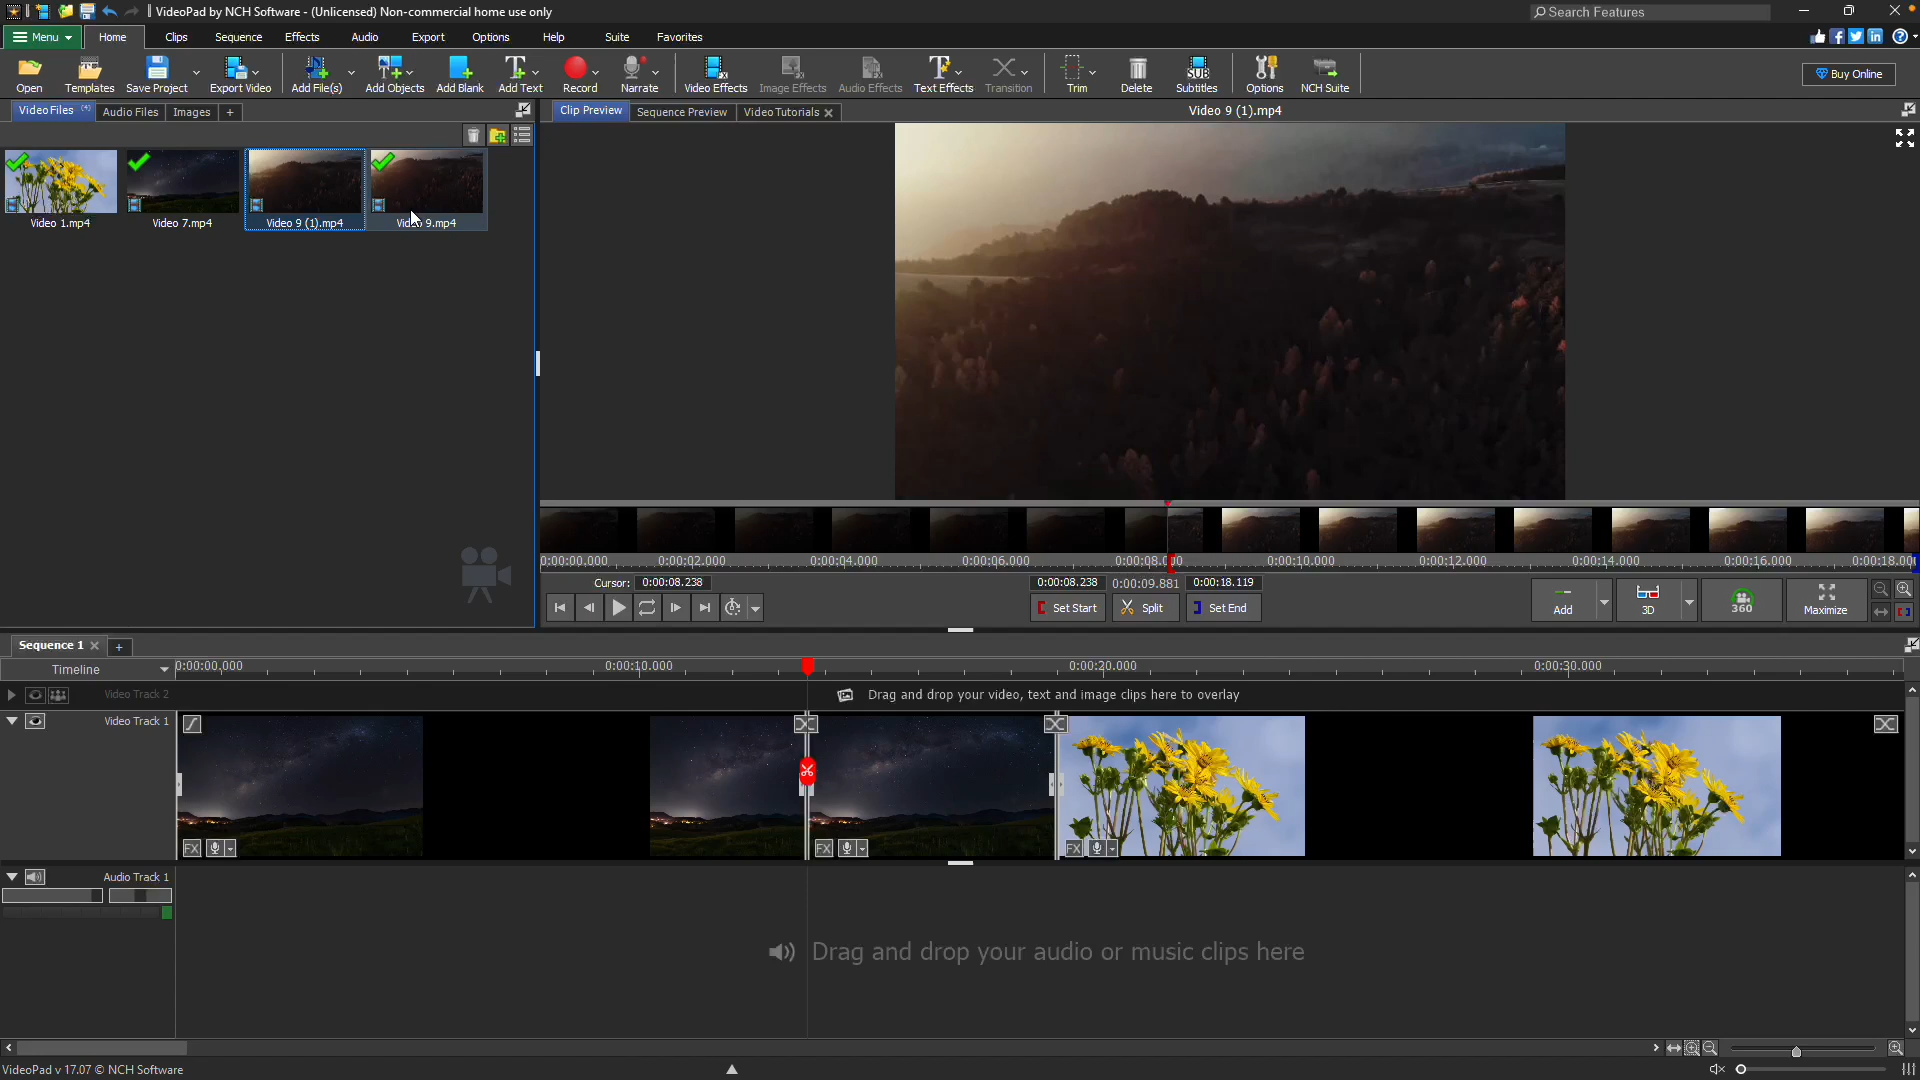 VideoPad by NCH Software - (Unlicensed) Non-commercial home use only
Search Features
Menu Home Clips Sequence Effects Audio Export Options Help Suite Favorites
Open Templates Save Project Export Video Add File(s) Add Objects Add Blank Add Text Record Narrate Video Effects Image Effects Audio Effects Text Effects Transition Trim Delete Subtitles Options NCH Suite Buy Online
Video Files (4) Audio Files Images +
Clip Preview Sequence Preview Video Tutorials
Video 9 (1).mp4
Video 1.mp4 Video 7.mp4 Video 9 (1).mp4 Video 9.mp4
0:00:00.000 0:00:02.000 0:00:04.000 0:00:06.000 0:00:10.000 0:00:12.000 0:00:14.000 0:00:16.000
Cursor: 0:00:08.238 0:00:08.238 0:00:09.881 0:00:18.119
Set Start Split Set End
Add 3D 360 Maximize
Sequence 1 +
Timeline 0:00:00.000 0:00:10.000 0:00:20.000 0:00:30.000
Video Track 2 Drag and drop your video, text and image clips here to overlay
Video Track 1
FX FX FX
Audio Track 1
Drag and drop your audio or music clips here
VideoPad v 17.07 © NCH Software